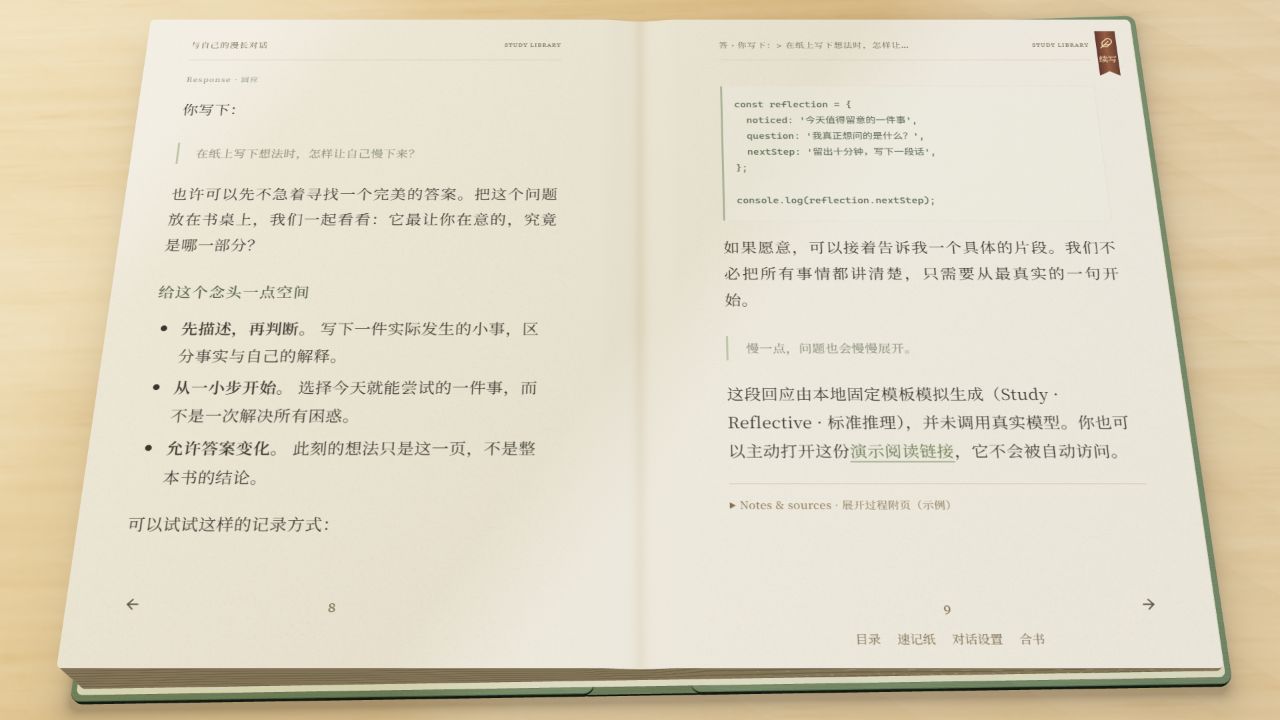 与自己的漫长对话
STUDY LIBRARY
Response · 回应
你写下：
在纸上写下想法时，怎样让自己慢下来？
也许可以先不急着寻找一个完美的答案。把这个问题
放在书桌上，我们一起看看：它最让你在意的，究竟
是哪一部分？
给这个念头一点空间
• 先描述，再判断。 写下一件实际发生的小事，区
分事实与自己的解释。
• 从一小步开始。 选择今天就能尝试的一件事，而
不是一次解决所有困惑。
• 允许答案变化。 此刻的想法只是这一页，不是整
本书的结论。
可以试试这样的记录方式：
←
8
答 · 你写下：> 在纸上写下想法时，怎样让...
STUDY LIBRARY
续写
const reflection = {
  noticed: '今天值得留意的一件事',
  question: '我真正想问的是什么？',
  nextStep: '留出十分钟，写下一段话',
};
console.log(reflection.nextStep);
如果愿意，可以接着告诉我一个具体的片段。我们不
必把所有事情都讲清楚，只需要从最真实的一句开
始。
慢一点，问题也会慢慢展开。
这段回应由本地固定模板模拟生成（Study ·
Reflective · 标准推理），并未调用真实模型。你也可
以主动打开这份演示阅读链接，它不会被自动访问。
▸ Notes & sources · 展开过程附页（示例）
→
9
目录 速记纸 对话设置 合书